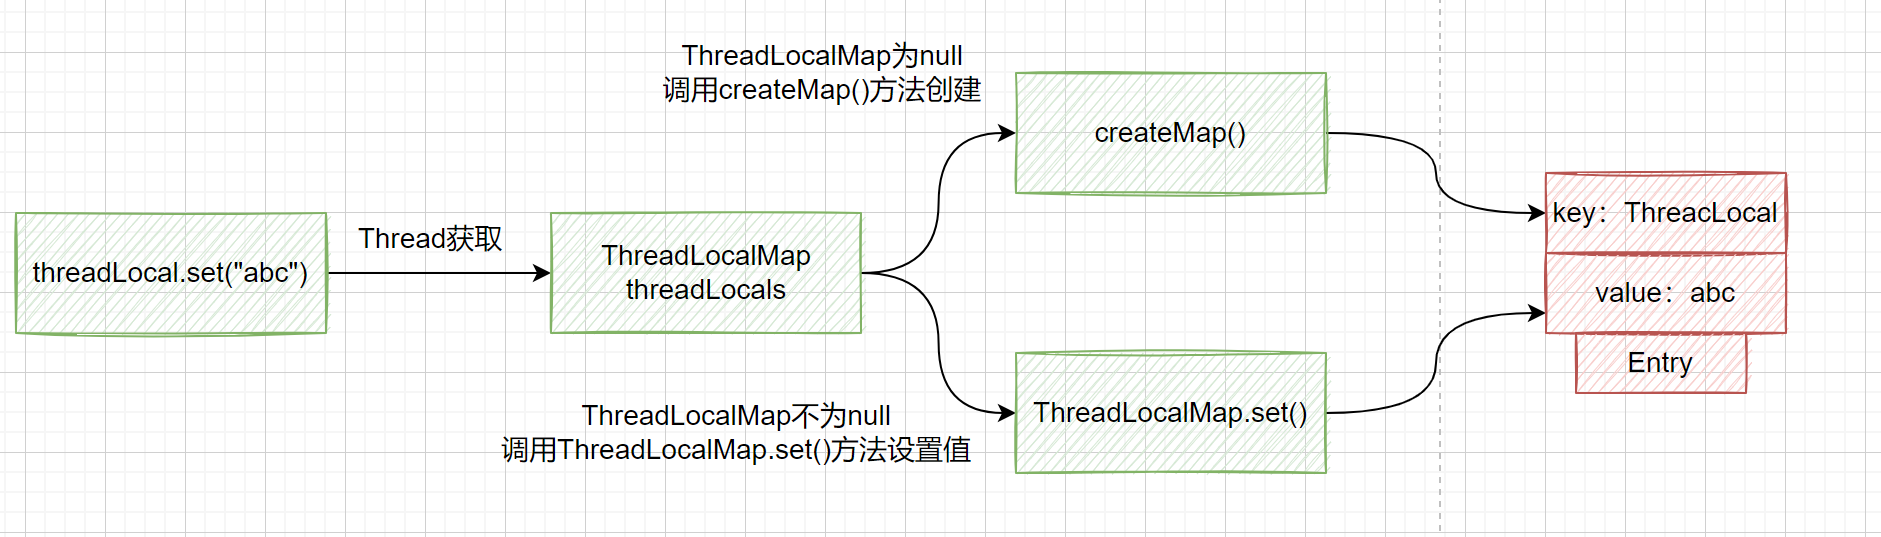 ThreadLocalMap为null
调用createMap()方法创建
createMap()
threadLocal.set("abc")
Thread获取
ThreadLocalMap
threadLocals
key：ThreacLocal
value：abc
Entry
ThreadLocalMap不为null
调用ThreadLocalMap.set()方法设置值
ThreadLocalMap.set()